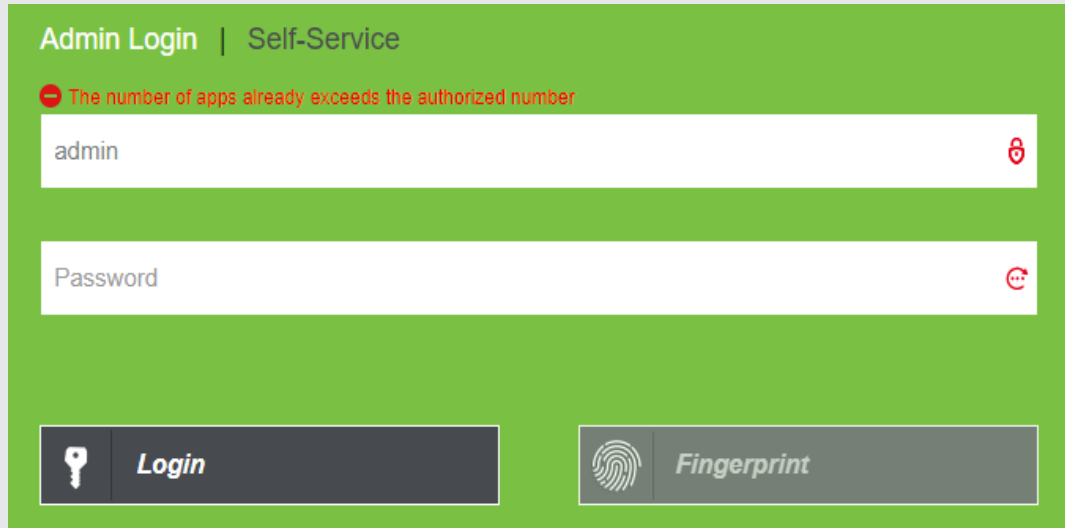 Admin Login | Self-Service
The number of apps already exceeds the authorized number
admin
Password
Login
Fingerprint